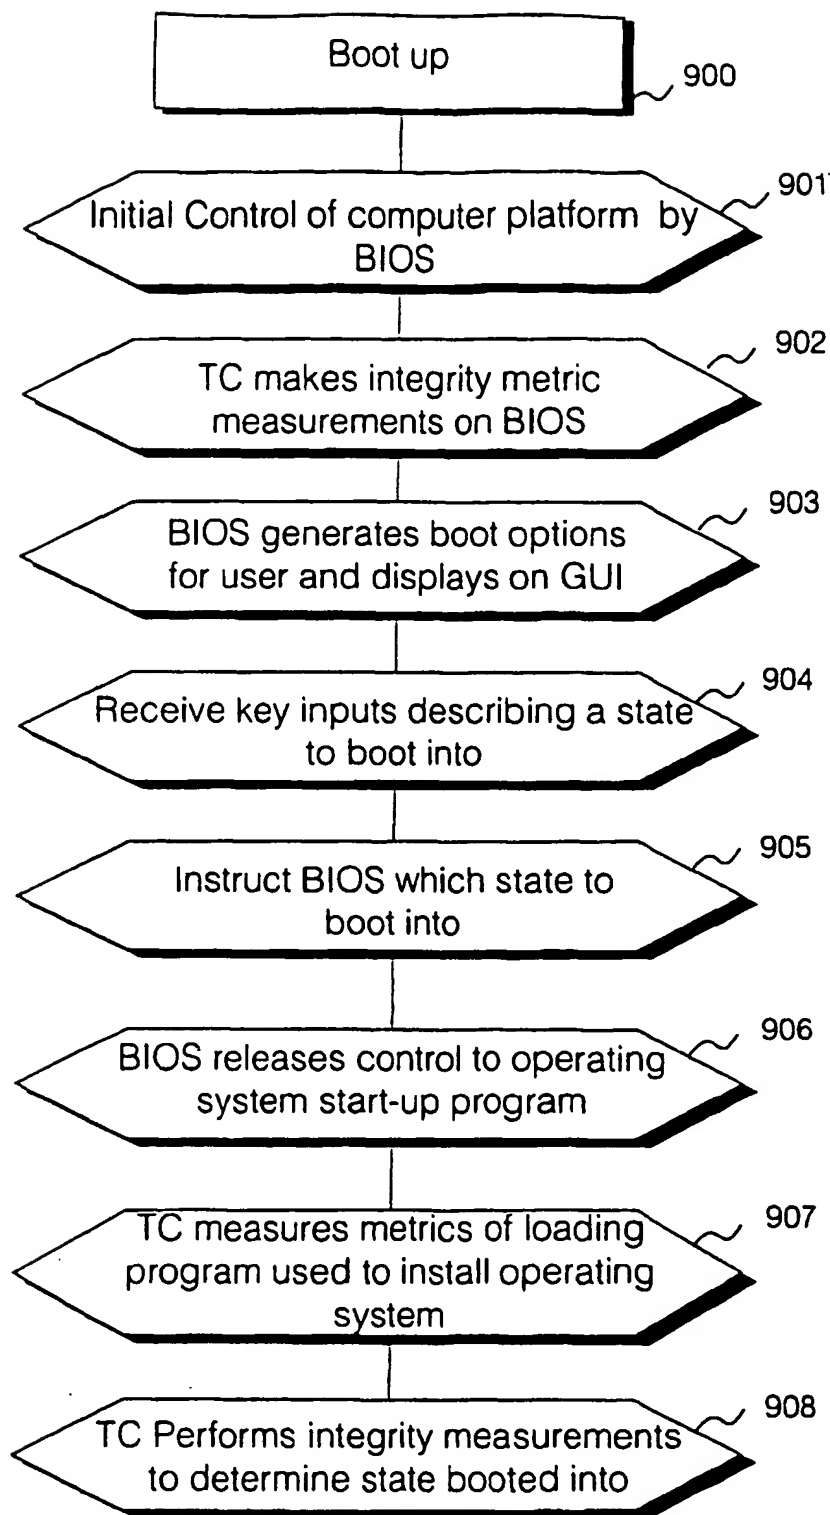 Boot up
900
Initial Control of computer platform by
BIOS
901
TC makes integrity metric
measurements on BIOS
902
BIOS generates boot options
for user and displays on GUI
903
Receive key inputs describing a state
to boot into
904
Instruct BIOS which state to
boot into
905
BIOS releases control to operating
system start-up program
906
TC measures metrics of loading
program used to install operating
system
907
TC Performs integrity measurements
to determine state booted into
908